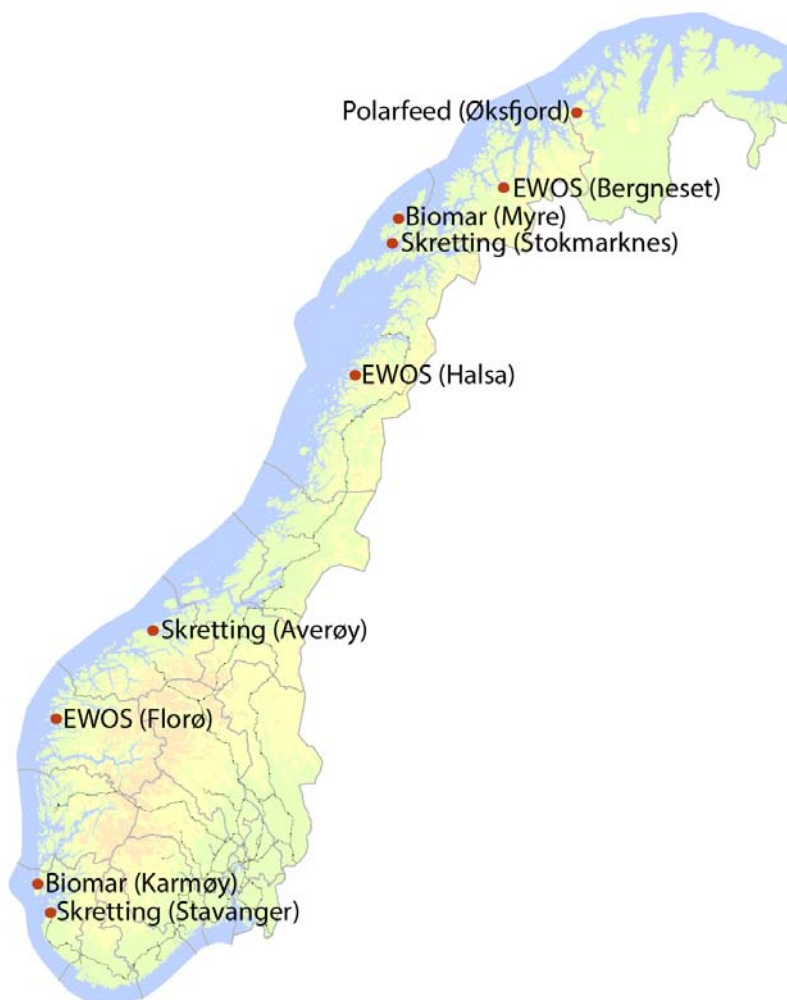 Polarfeed (Øksfjord)
EWOS (Bergneset)
Biomar (Myre)
Skretting (Stokmarknes)
EWOS (Halsa)
Skretting (Averøy)
EWOS (Florø)
Biomar (Karmøy)
Skretting (Stavanger)